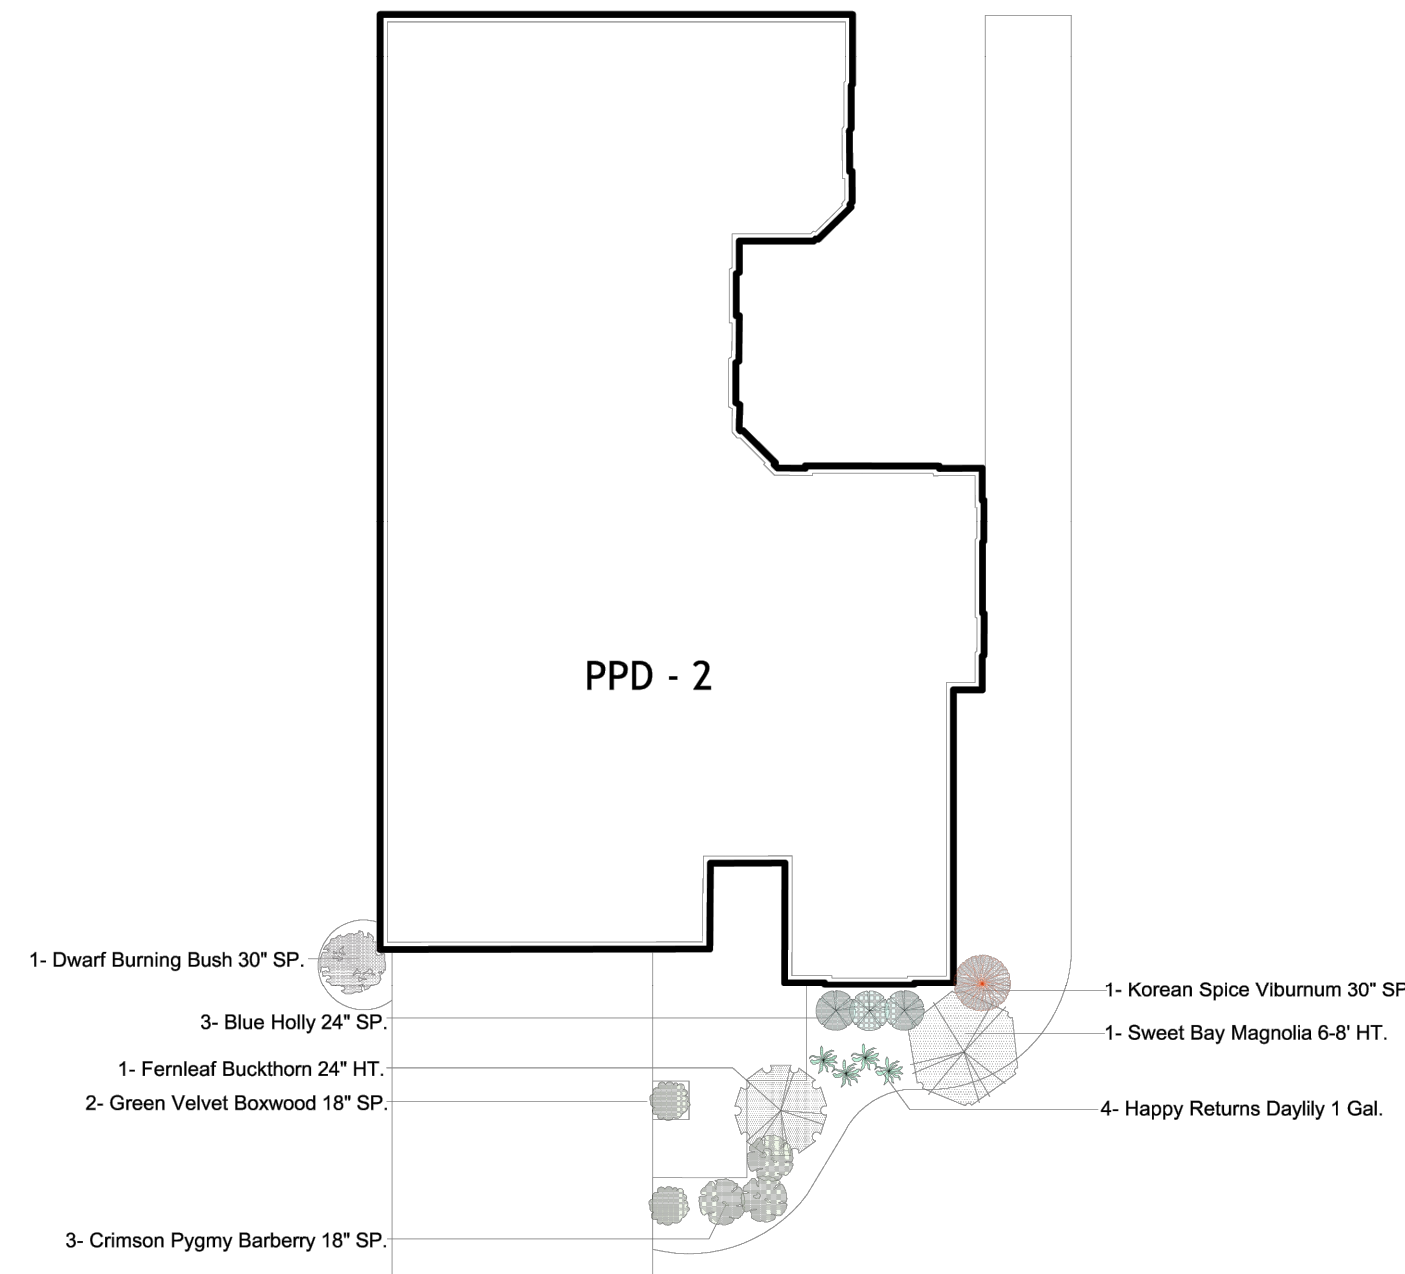 PPD - 2
1- Dwarf Burning Bush 30" SP.
3- Blue Holly 24" SP.
1- Fernleaf Buckthorn 24" HT.
2- Green Velvet Boxwood 18" SP.
3- Crimson Pygmy Barberry 18" SP.
1- Korean Spice Viburnum 30" SP
1- Sweet Bay Magnolia 6-8' HT.
4- Happy Returns Daylily 1 Gal.